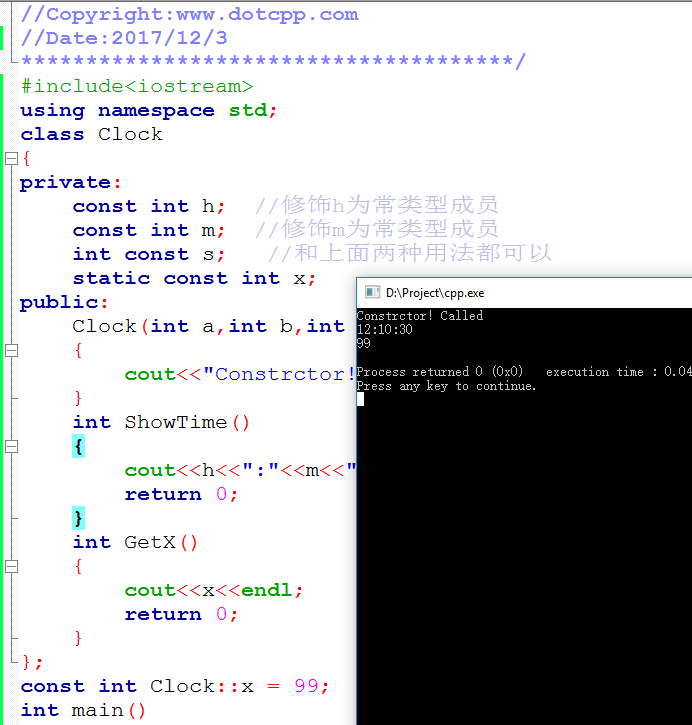 //Copyright:www.dotcpp.com
//Date:2017/12/3
**************************************/
#include<iostream>
using namespace std;
class Clock
{
private:
const int h; //修饰h为常类型成员
const int m; //修饰m为常类型成员
int const s; //和上面两种用法都可以
static const int x;
public:
Clock(int a,int b,int
{
cout<<"Constrctor!
}
int ShowTime()
{
cout<<h<<":"<<m<<"
return 0;
}
int GetX()
{
cout<<x<<endl;
return 0;
}
};
const int Clock::x = 99;
int main()
D:\Project\cpp.exe
Constrctor! Called
12:10:30
99
Process returned 0 (0x0) execution time : 0.04
Press any key to continue.